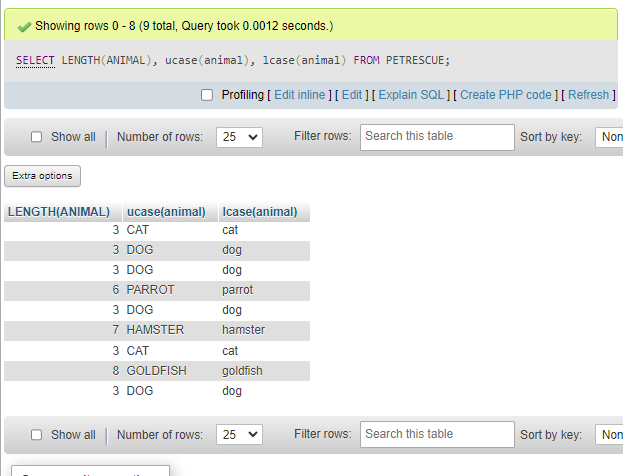 Showing rows 0 - 8 (9 total, Query took 0.0012 seconds.)
SELECT LENGTH(ANIMAL), ucase(animal), lcase(animal) FROM PETRESCUE;
Profiling [ Edit inline ] [ Edit ] [ Explain SQL ] [ Create PHP code ] [ Refresh ]
Show all Number of rows: 25 Filter rows: Search this table Sort by key: Non
Extra options
LENGTH(ANIMAL) ucase(animal) lcase(animal)
3 CAT cat
3 DOG dog
3 DOG dog
6 PARROT parrot
3 DOG dog
7 HAMSTER hamster
3 CAT cat
8 GOLDFISH goldfish
3 DOG dog
Show all Number of rows: 25 Filter rows: Search this table Sort by key: Non